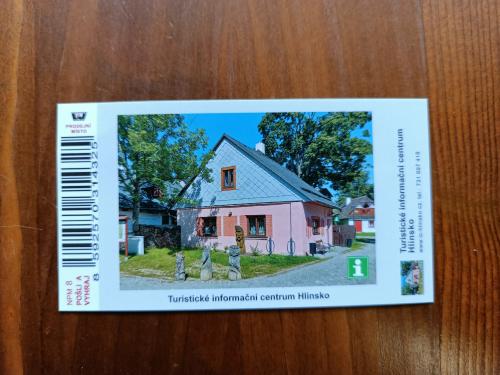 PRODEJNÍ
MÍSTO
8 592570 314325
NPM 8
POŠLI A
VYHRAJ
Turistické informační centrum Hlinsko
Turistické informační centrum
Hlinsko